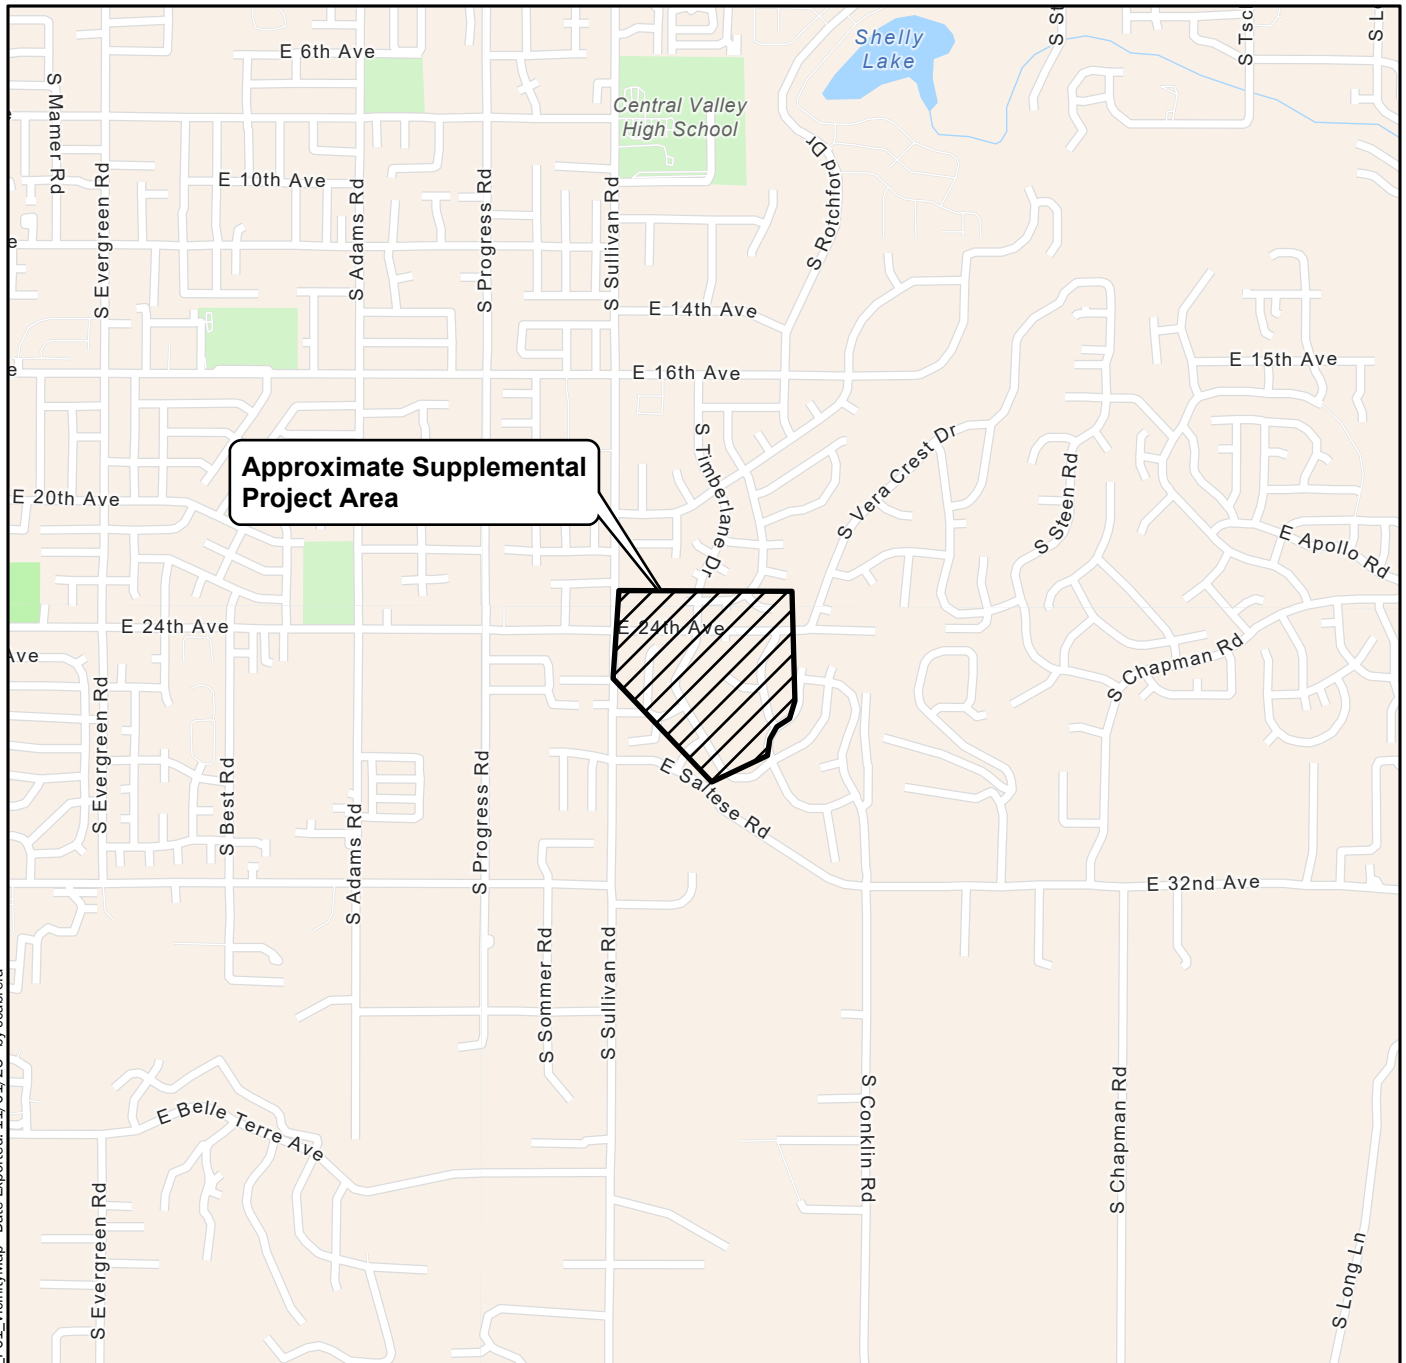 E 6th Ave
Shelly
Lake
S St
S Tsc
S L
S Mamer Rd
Central Valley
High School
E 10th Ave
S Rotchford Dr
S Evergreen Rd
S Adams Rd
S Progress Rd
S Sullivan Rd
E 14th Ave
E 16th Ave
E 15th Ave
S Timberlane Dr
S Vera Crest Dr
S Steen Rd
Approximate Supplemental
Project Area
E 20th Ave
E Apollo Rd
E 24th Ave
E 24th Ave
Ave
S Chapman Rd
S Evergreen Rd
S Best Rd
S Adams Rd
S Progress Rd
E Saltese Rd
E 32nd Ave
S Sommer Rd
S Sullivan Rd
E Belle Terre Ave
S Conklin Rd
S Chapman Rd
S Evergreen Rd
S Long Ln